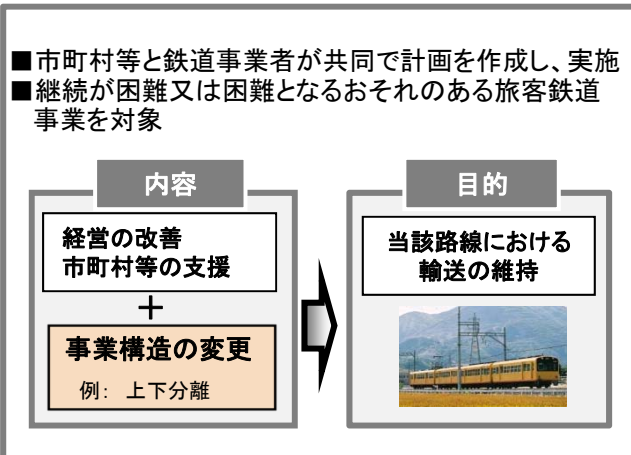 ■市町村等と鉄道事業者が共同で計画を作成し、実施
■継続が困難又は困難となるおそれのある旅客鉄道
事業を対象
内容
経営の改善
市町村等の支援
＋
事業構造の変更
例： 上下分離
目的
当該路線における
輸送の維持